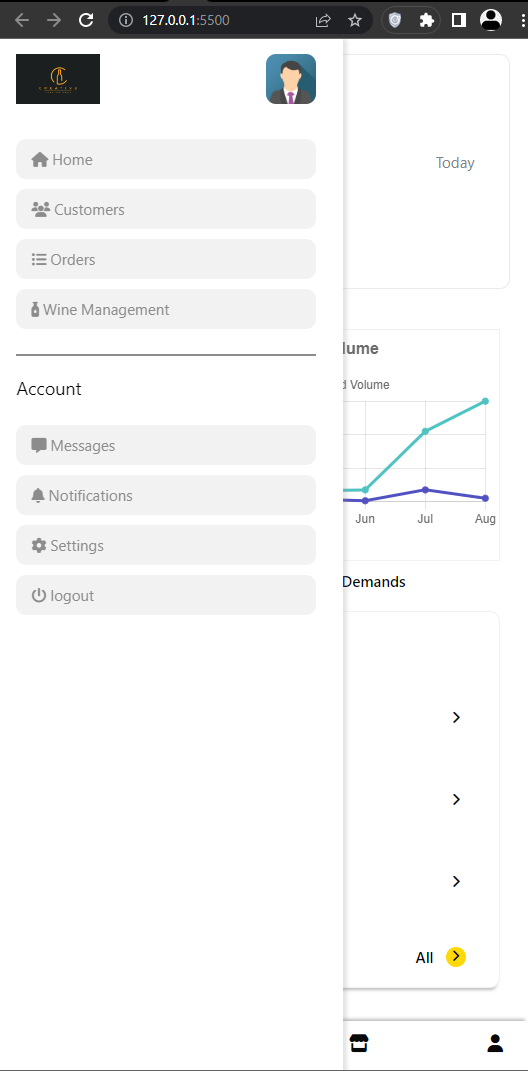 127.0.0.1:5500
CREATIVE
Home
Customers
Orders
Wine Management
Account
Messages
Notifications
Settings
logout
Today
lume
d Volume
Jun Jul Aug
Demands
All